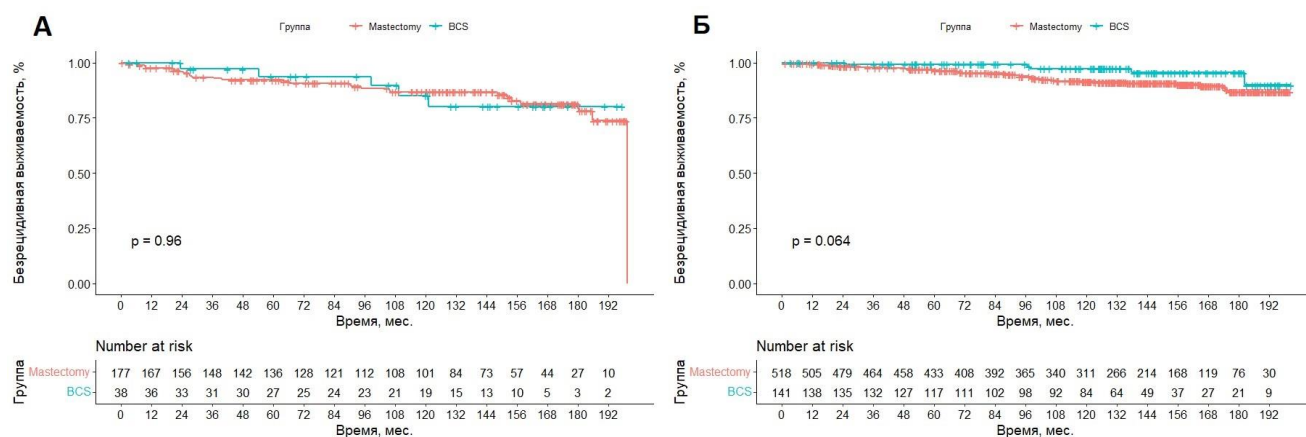 А
Группа Mastectomy BCS
Безрецидивная выживаемость, %
1.00
0.75
0.50
0.25
0.00
p = 0.96
0 12 24 36 48 60 72 84 96 108 120 132 144 156 168 180 192
Время, мес.
Number at risk
Группа
Mastectomy 177 167 156 148 142 136 128 121 112 108 101 84 73 57 44 27 10
BCS 38 36 33 31 30 27 25 24 23 21 19 15 13 10 5 3 2
0 12 24 36 48 60 72 84 96 108 120 132 144 156 168 180 192
Время, мес.
Б
Группа Mastectomy BCS
Безрецидивная выживаемость, %
1.00
0.75
0.50
0.25
0.00
p = 0.064
0 12 24 36 48 60 72 84 96 108 120 132 144 156 168 180 192
Время, мес.
Number at risk
Группа
Mastectomy 518 505 479 464 458 433 408 392 365 340 311 266 214 168 119 76 30
BCS 141 138 135 132 127 117 111 102 98 92 84 64 49 37 27 21 9
0 12 24 36 48 60 72 84 96 108 120 132 144 156 168 180 192
Время, мес.